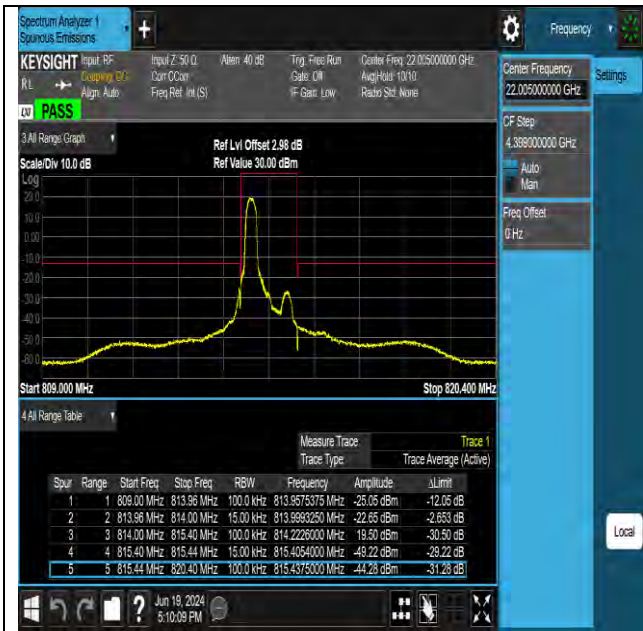 Spectrum Analyzer 1
Spurious Emissions
+
Frequency
KEYSIGHT
Input: RF
Coupling: DC
Align: Auto
Input Z: 50 Ω
Corr CCorr
Freq Ref: Int (S)
Atten: 40 dB
Trig: Free Run
Gate: Off
IF Gain: Low
Center Freq: 22.005000000 GHz
Avg|Hold: 10/10
Radio Std: None
RL
LXI
PASS
Center Frequency
22.005000000 GHz
Settings
CF Step
4.399000000 GHz
Auto
Man
Freq Offset
0 Hz
3 All Range Graph
Ref Lvl Offset 2.98 dB
Scale/Div 10.0 dB
Ref Value 30.00 dBm
Log
20.0
10.0
0.00
-10.0
-20.0
-30.0
-40.0
-50.0
-60.0
Start 809.000 MHz
Stop 820.400 MHz
4 All Range Table
Measure Trace Trace 1
Trace Type Trace Average (Active)
Spur Range Start Freq Stop Freq RBW Frequency Amplitude ΔLimit
1 1 809.00 MHz 813.96 MHz 100.0 kHz 813.9575375 MHz -25.05 dBm -12.05 dB
2 2 813.96 MHz 814.00 MHz 15.00 kHz 813.9993250 MHz -22.65 dBm -2.653 dB
3 3 814.00 MHz 815.40 MHz 100.0 kHz 814.2226000 MHz 19.50 dBm -30.50 dB
4 4 815.40 MHz 815.44 MHz 15.00 kHz 815.4054000 MHz -49.22 dBm -29.22 dB
5 5 815.44 MHz 820.40 MHz 100.0 kHz 815.4375000 MHz -44.28 dBm -31.28 dB
Local
?
Jun 19, 2024
5:10:09 PM